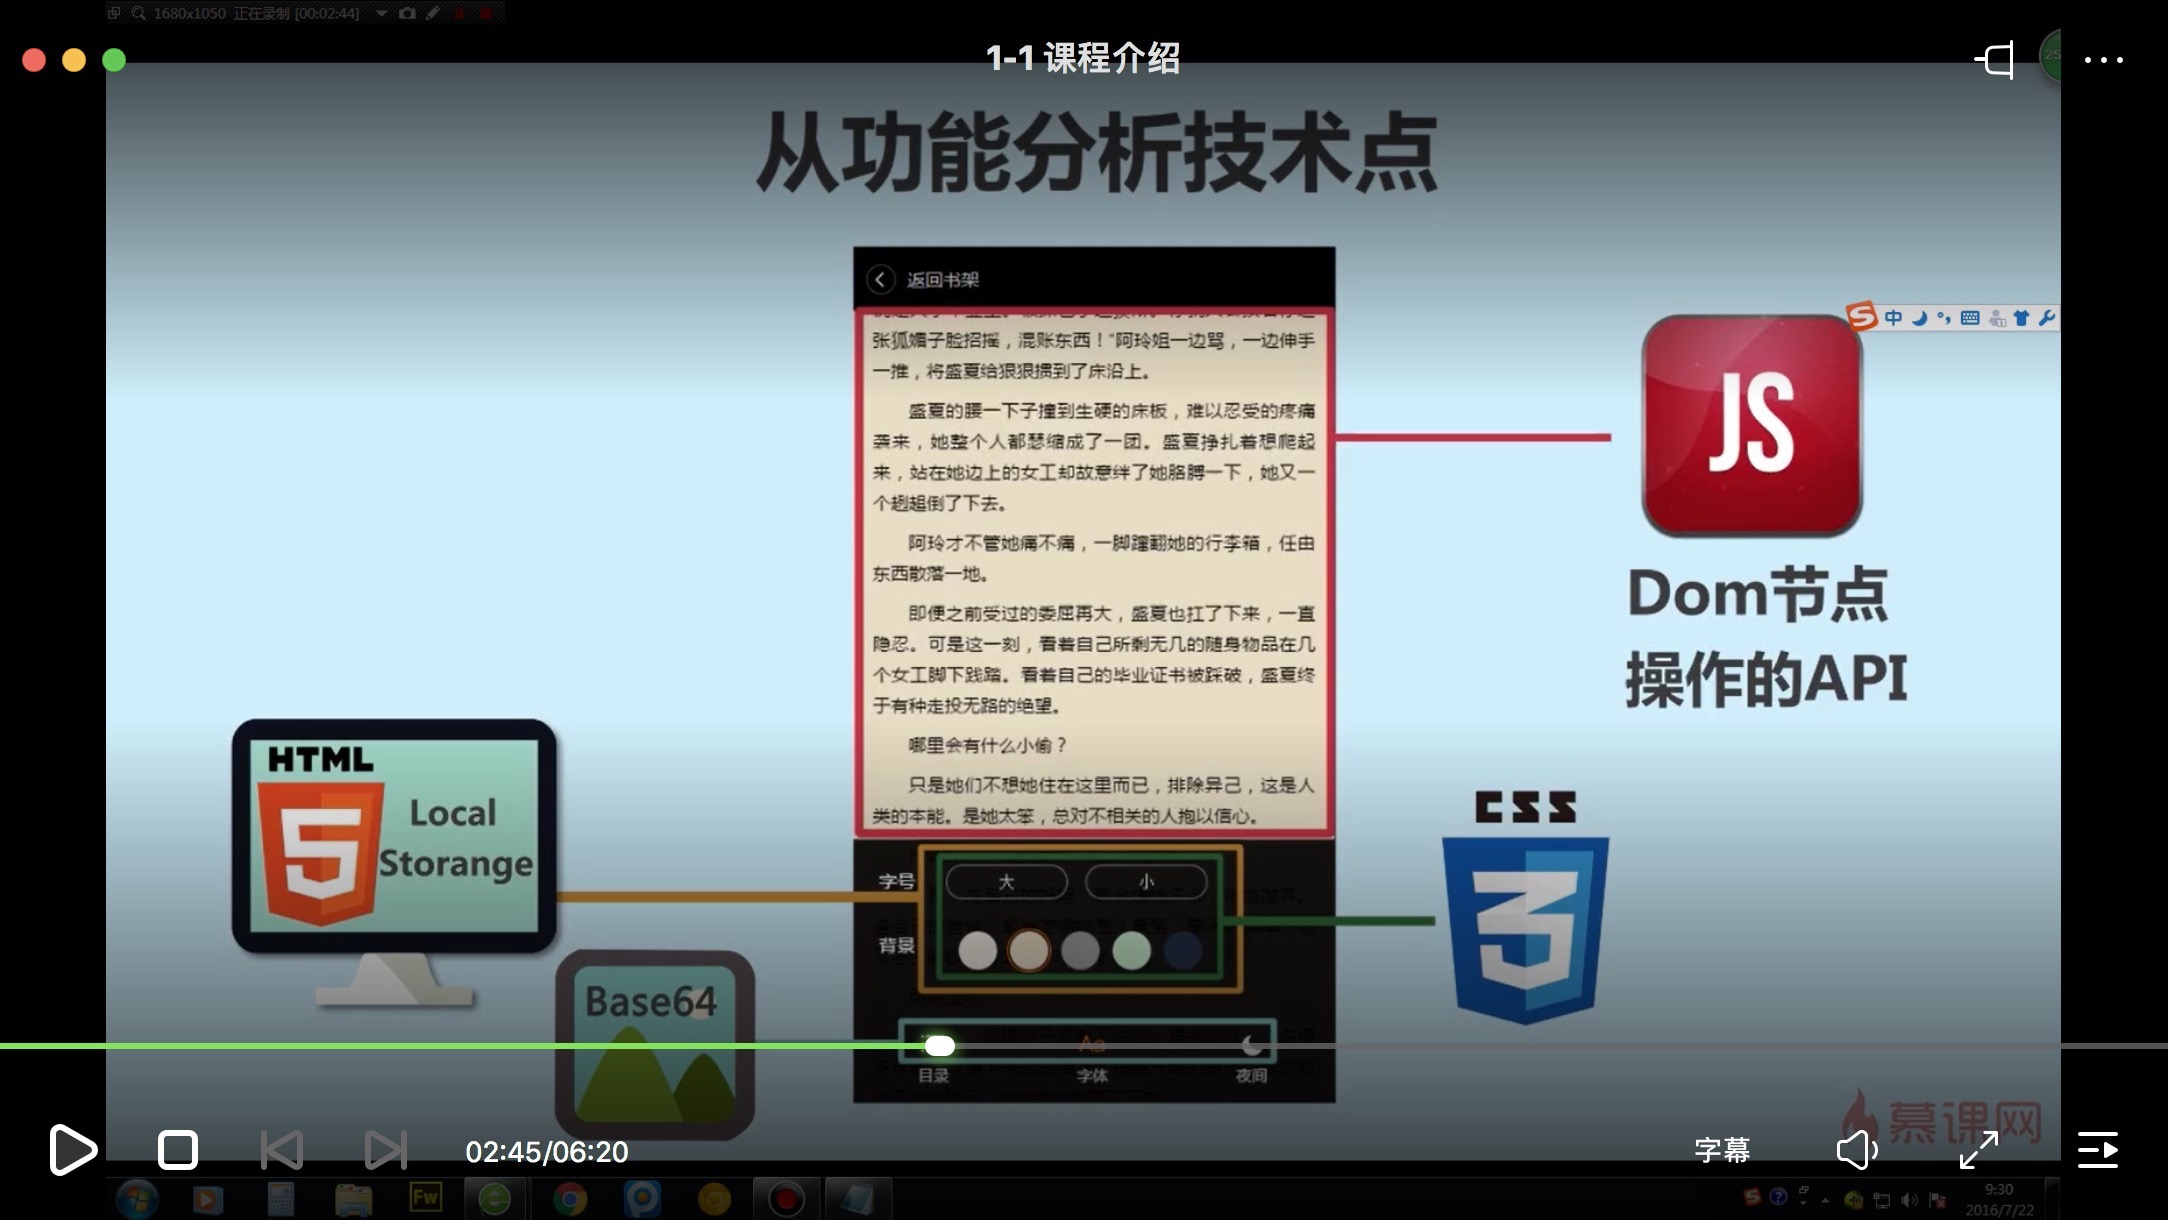 1680x1050 正在录制 [00:02:44]
1-1 课程介绍
25
从功能分析技术点
返回书架
张狐媚子脸招摇，混账东西！"阿玲姐一边骂，一边伸手
一推，将盛夏给狠狠掼到了床沿上。
盛夏的腰一下子撞到生硬的床板，难以忍受的疼痛
袭来，她整个人都瑟缩成了一团。盛夏挣扎着想爬起
来，站在她边上的女工却故意绊了她胳膊一下，她又一
个趔趄倒了下去。
阿玲才不管她痛不痛，一脚蹿翻她的行李箱，任由
东西散落一地。
即便之前受过的委屈再大，盛夏也扛了下来，一直
隐忍。可是这一刻，看着自己所剩无几的随身物品在几
个女工脚下践踏。看着自己的毕业证书被踩破，盛夏终
于有种走投无路的绝望。
哪里会有什么小偷？
只是她们不想她住在这里而已，排除异己，这是人
类的本能。是她太笨，总对不相关的人抱以信心。
S 中
JS
Dom节点
操作的API
HTML
5
Local
Storange
字号
大
小
背景
CSS
3
Base64
Aa
目录
字体
夜间
慕课网
02:45/06:20
字幕
Fw
9:30
2016/7/22